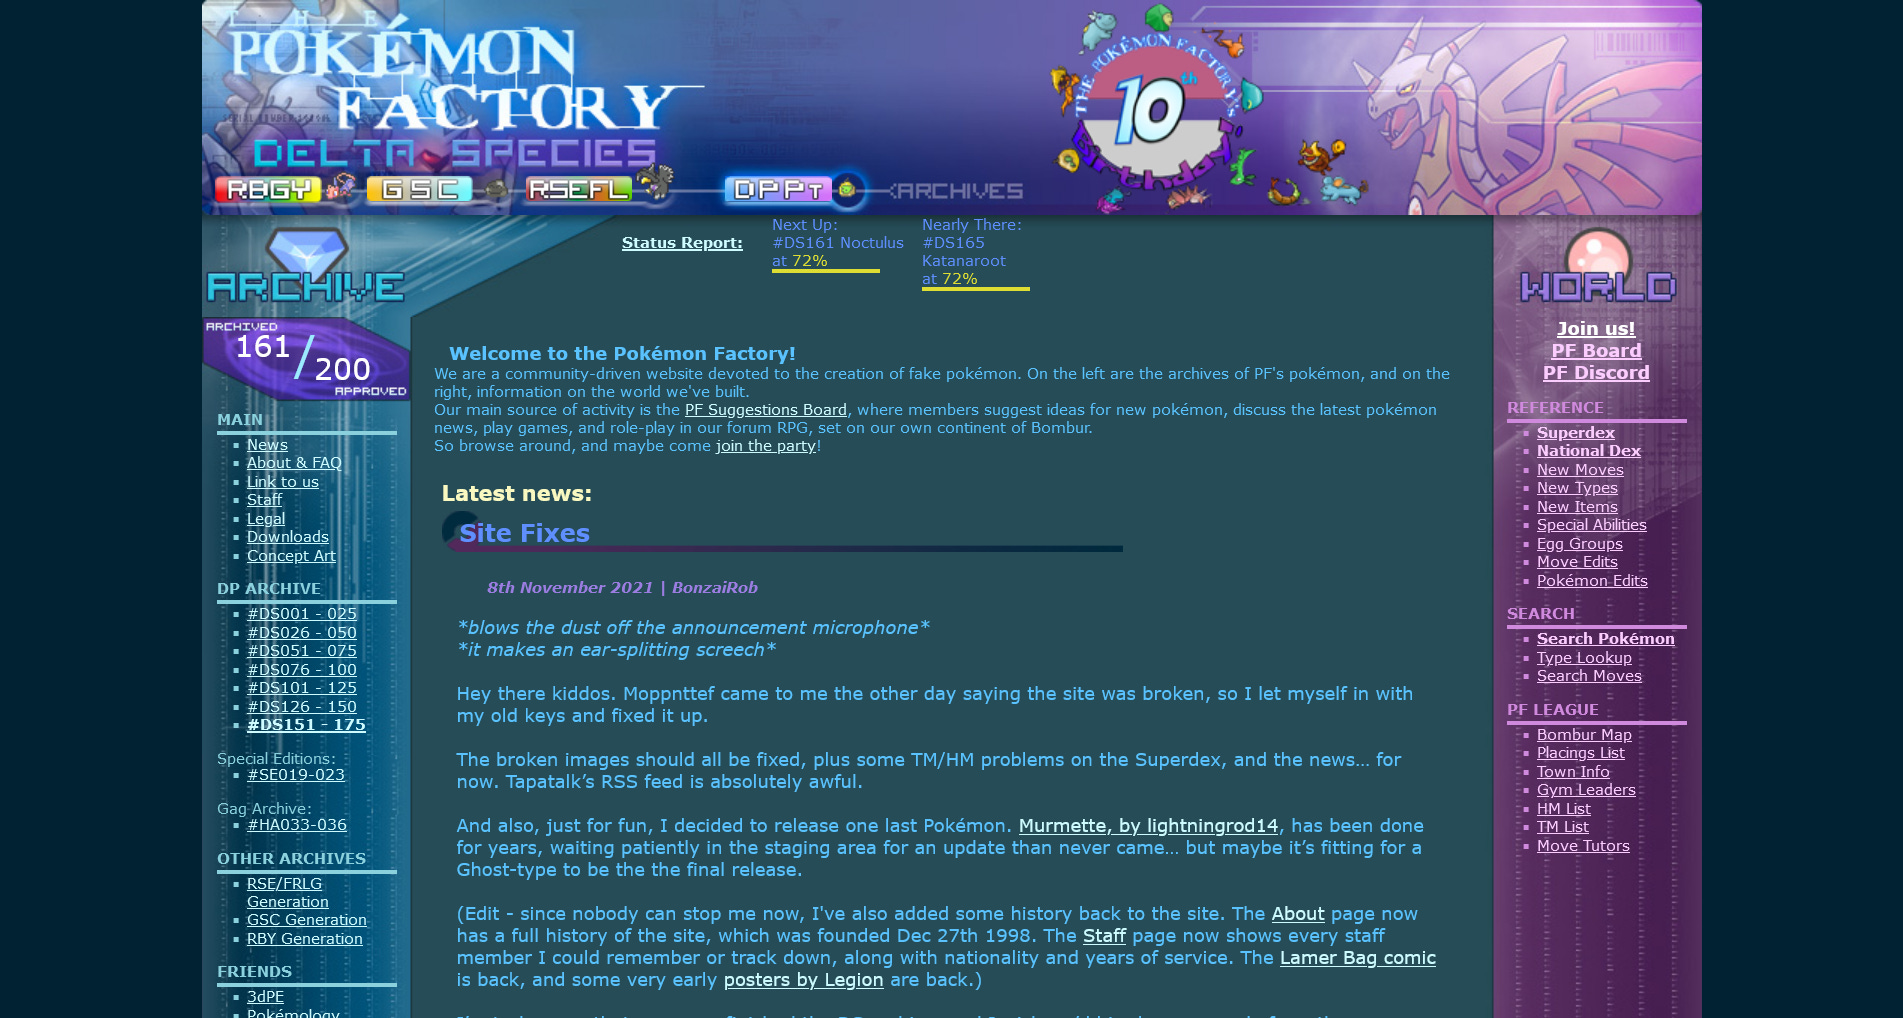 THE
POKÉMON
FACTORY
DELTA SPECIES
RBGY
GSC
RSEFL
DPPT
ARCHIVES
THE POKÉMON FACTORY'S
10th
Birthday!
ARCHIVE
ARCHIVED
161/200
APPROVED
MAIN
News
About & FAQ
Link to us
Staff
Legal
Downloads
Concept Art
DP ARCHIVE
#DS001 - 025
#DS026 - 050
#DS051 - 075
#DS076 - 100
#DS101 - 125
#DS126 - 150
#DS151 - 175
Special Editions:
#SE019-023
Gag Archive:
#HA033-036
OTHER ARCHIVES
RSE/FRLG
Generation
GSC Generation
RBY Generation
FRIENDS
3dPE
Pokémology
Status Report:
Next Up:
#DS161 Noctulus
at 72%
Nearly There:
#DS165
Katanaroot
at 72%
Welcome to the Pokémon Factory!
We are a community-driven website devoted to the creation of fake pokémon. On the left are the archives of PF's pokémon, and on the
right, information on the world we've built.
Our main source of activity is the PF Suggestions Board, where members suggest ideas for new pokémon, discuss the latest pokémon
news, play games, and role-play in our forum RPG, set on our own continent of Bombur.
So browse around, and maybe come join the party!
Latest news:
Site Fixes
8th November 2021 | BonzaiRob
*blows the dust off the announcement microphone*
*it makes an ear-splitting screech*
Hey there kiddos. Moppnttef came to me the other day saying the site was broken, so I let myself in with
my old keys and fixed it up.
The broken images should all be fixed, plus some TM/HM problems on the Superdex, and the news… for
now. Tapatalk’s RSS feed is absolutely awful.
And also, just for fun, I decided to release one last Pokémon. Murmette, by lightningrod14, has been done
for years, waiting patiently in the staging area for an update than never came… but maybe it’s fitting for a
Ghost-type to be the the final release.
(Edit - since nobody can stop me now, I've also added some history back to the site. The About page now
has a full history of the site, which was founded Dec 27th 1998. The Staff page now shows every staff
member I could remember or track down, along with nationality and years of service. The Lamer Bag comic
is back, and some very early posters by Legion are back.)
WORLD
Join us!
PF Board
PF Discord
REFERENCE
Superdex
National Dex
New Moves
New Types
New Items
Special Abilities
Egg Groups
Move Edits
Pokémon Edits
SEARCH
Search Pokémon
Type Lookup
Search Moves
PF LEAGUE
Bombur Map
Placings List
Town Info
Gym Leaders
HM List
TM List
Move Tutors